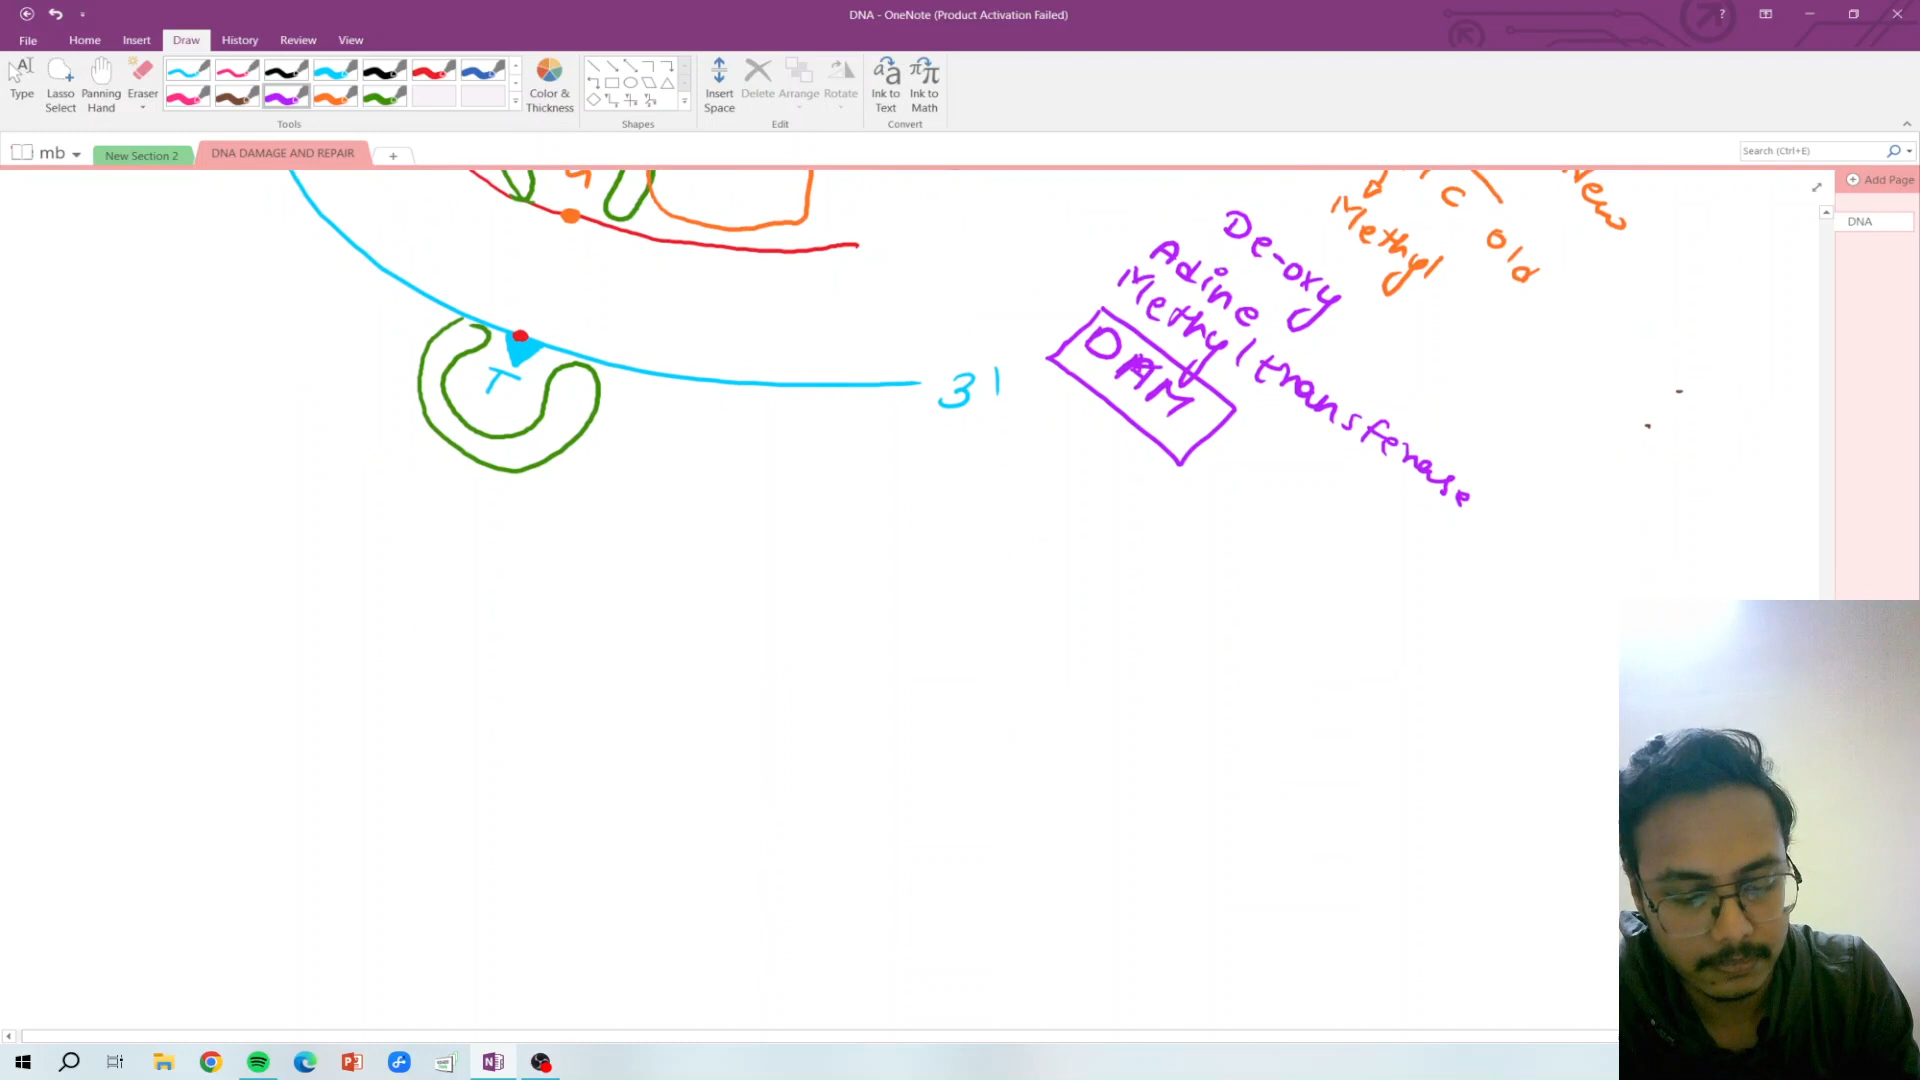 DNA - OneNote (Product Activation Failed)
?
File
Home
Insert
Draw
History
Review
View
Type
Lasso Select
Panning Hand
Eraser
Color & Thickness
Insert Space
Delete
Arrange
Rotate
Ink to Text
Ink to Math
Tools
Shapes
Edit
Convert
mb
New Section 2
DNA DAMAGE AND REPAIR
Search (Ctrl+E)
Add Page
DNA
New
C
Methyl
old
De-oxy
Adine
Methyl transferase
DAM
T
3'